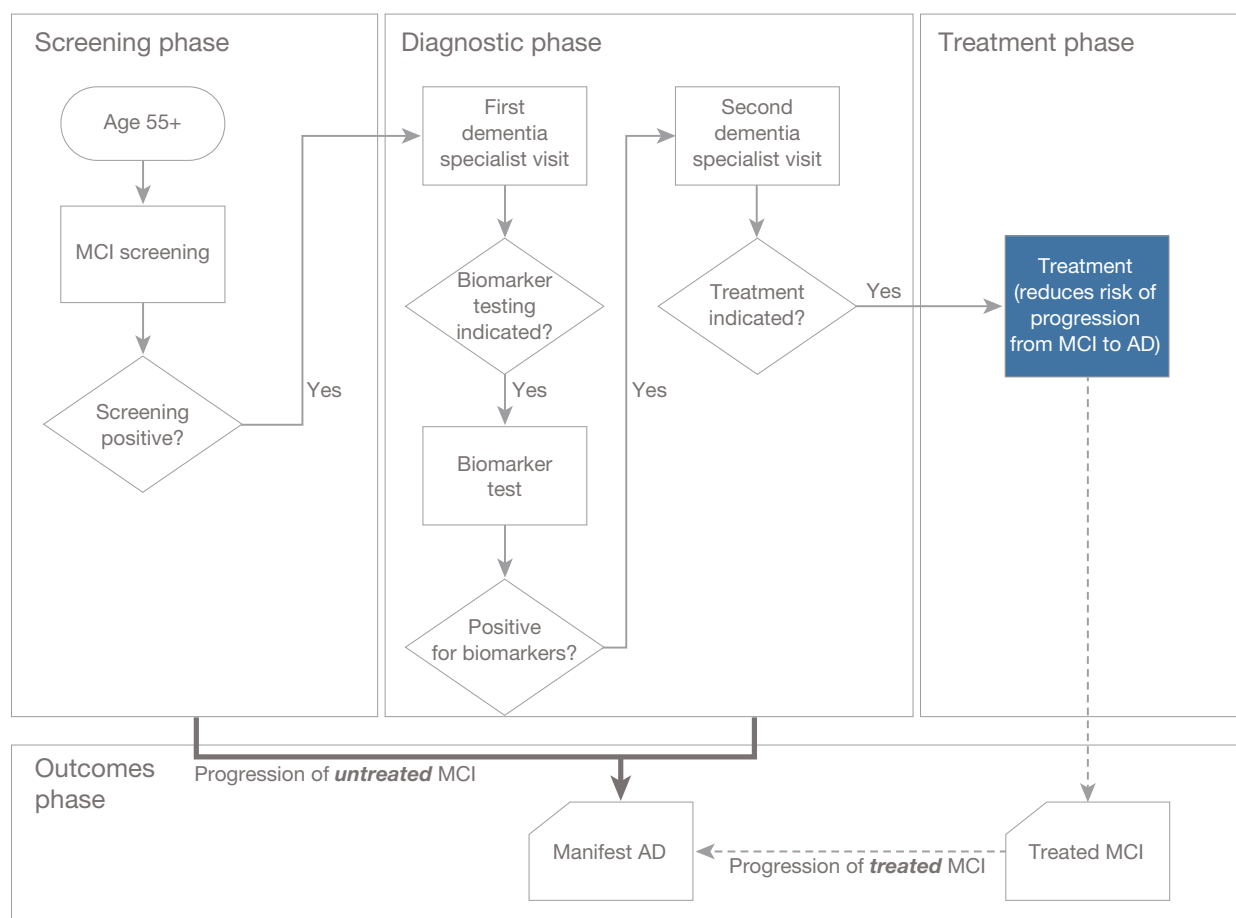 Screening phase
Age 55+
MCI screening
Screening
positive?
Yes
Diagnostic phase
First
dementia
specialist visit
Biomarker
testing
indicated?
Yes
Biomarker
test
Positive
for biomarkers?
Yes
Second
dementia
specialist visit
Treatment
indicated?
Yes
Treatment phase
Treatment
(reduces risk of
progression
from MCI to AD)
Outcomes
phase
Progression of untreated MCI
Manifest AD
Progression of treated MCI
Treated MCI